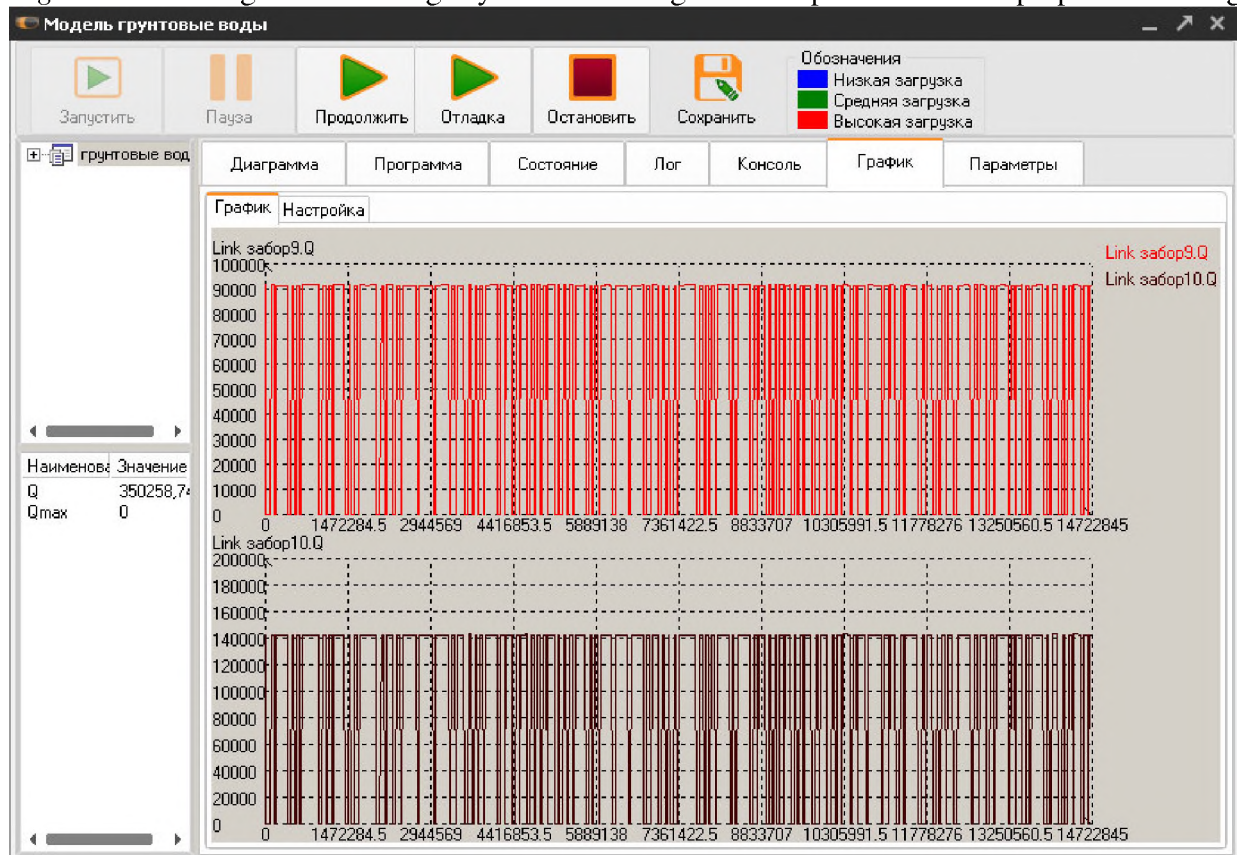 Модель грунтовые воды
Обозначения
Низкая загрузка
Средняя загрузка
Высокая загрузка
Запустить Пауза Продолжить Отладка Остановить Сохранить
грунтовые вод
Диаграмма Программа Состояние Лог Консоль График Параметры
График Настройка
Link забор9.Q
100000
90000
80000
70000
60000
50000
40000
30000
20000
10000
0
0 1472284.5 2944569 4416853.5 5889138 7361422.5 8833707 10305991.5 11778276 13250560.5 14722845
Link забор9.Q
Link забор10.Q
Link забор10.Q
200000
180000
160000
140000
120000
100000
80000
60000
40000
20000
0
0 1472284.5 2944569 4416853.5 5889138 7361422.5 8833707 10305991.5 11778276 13250560.5 14722845
Наименова Значение
Q 350258,74
Qmax 0